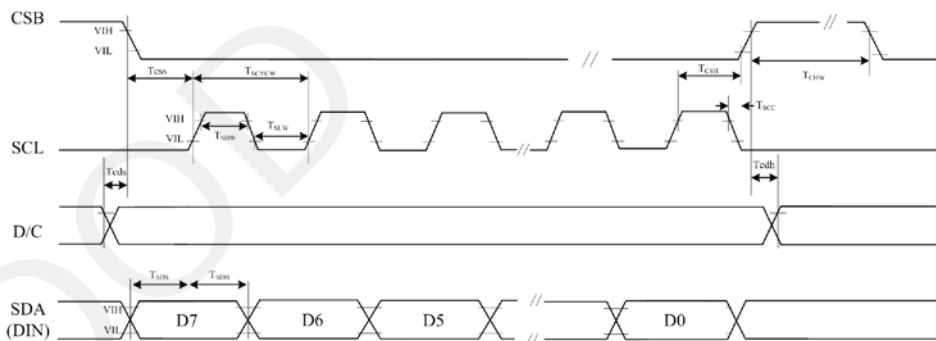 CSB
VIH
VIL
Tcss
TSCYCW
TCSH
TCHW
TSCC
VIH
VIL
TSHW
TSLW
SCL
Tcds
Tcdh
D/C
TSDS
TSDH
SDA
(DIN)
VIH
VIL
D7
D6
D5
D0